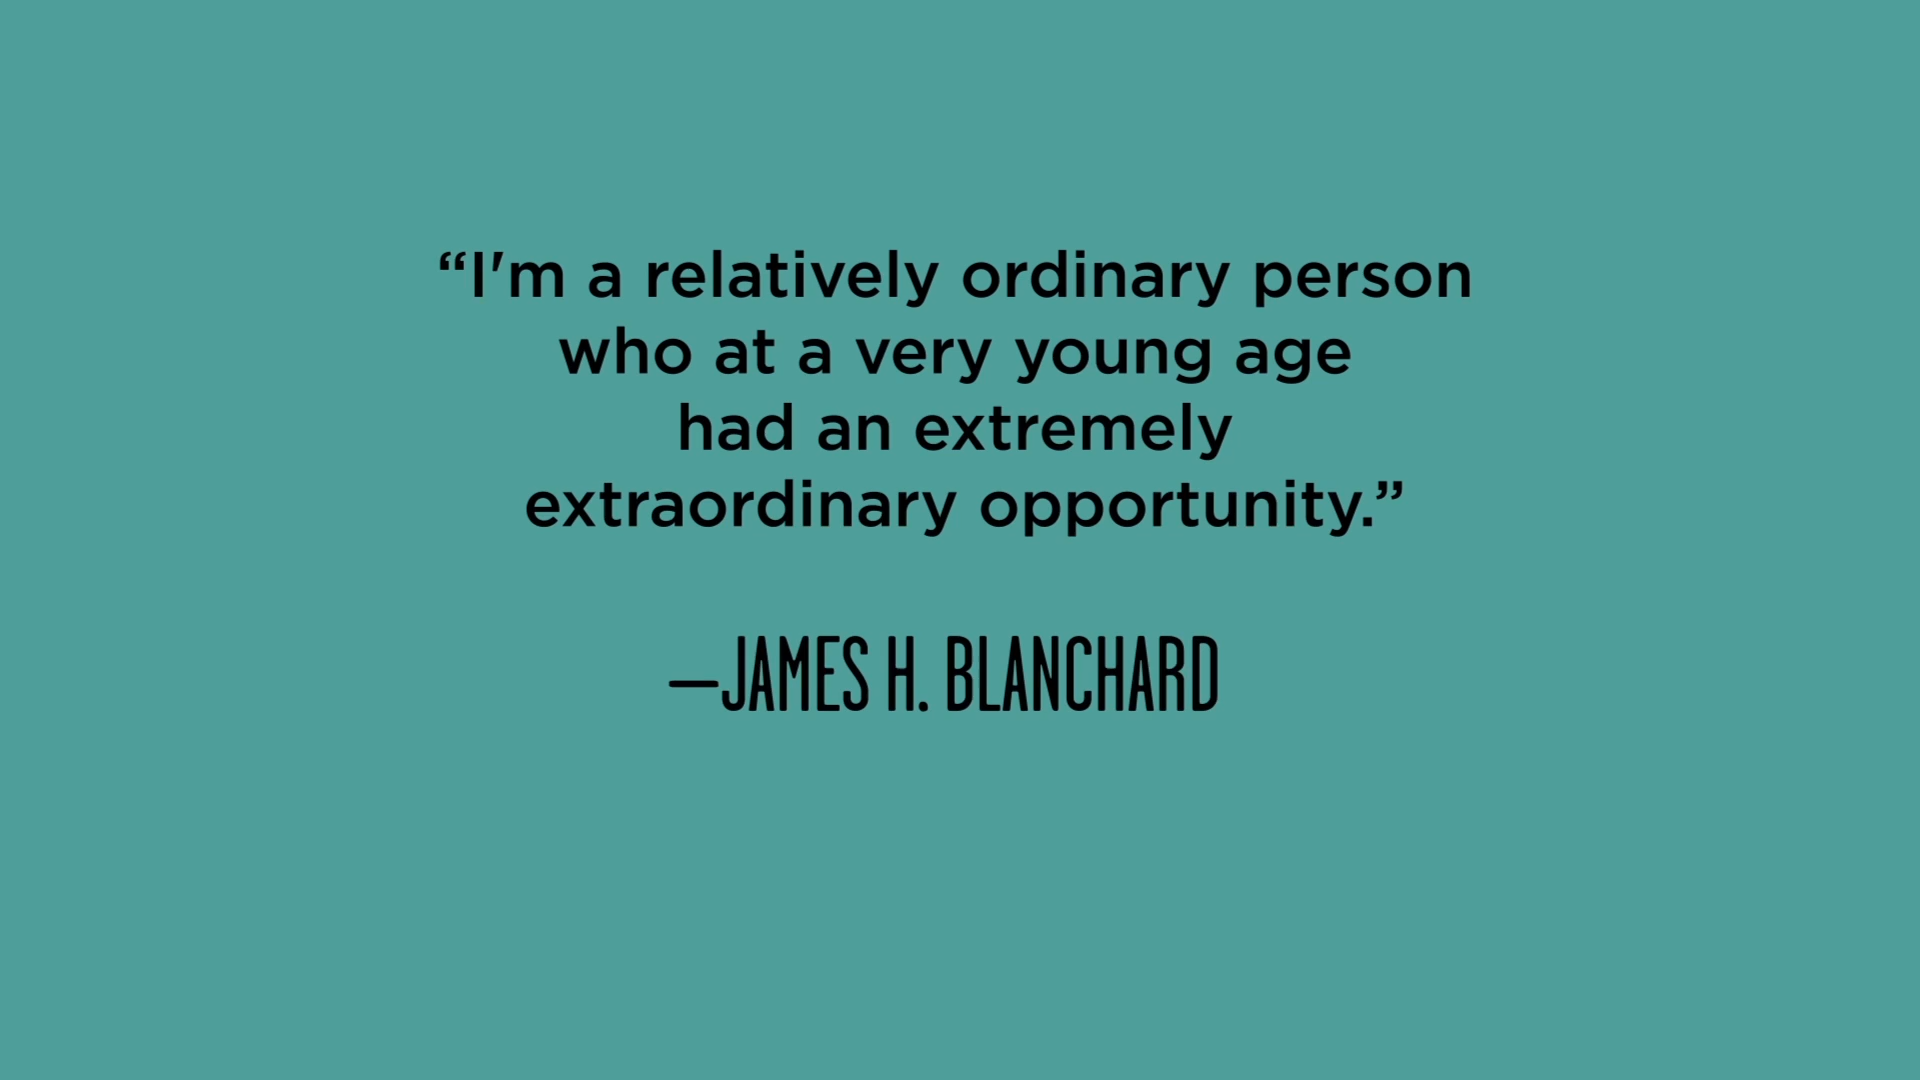 “I'm a relatively ordinary person
who at a very young age
had an extremely
extraordinary opportunity.”
—JAMES H. BLANCHARD